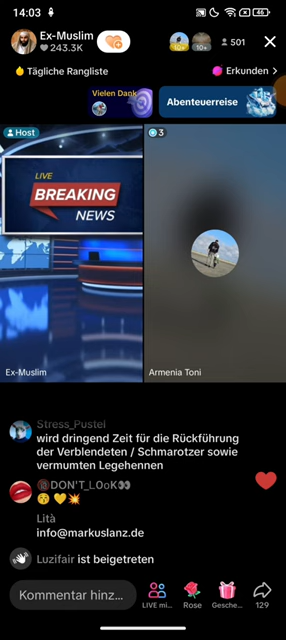 14:03
46
Ex-Muslim
243.3K
10+
10+
501
Tägliche Rangliste
Erkunden
Vielen Dank
Abenteuerreise
Host
3
LIVE
BREAKING
NEWS
Ex-Muslim
Armenia Toni
Stress_Pustel
wird dringend Zeit für die Rückführung
der Verblendeten / Schmarotzer sowie
vermumten Legehennen
DON'T_LOoK
Lità
info@markuslanz.de
Luzifair ist beigetreten
Kommentar hinz...
LIVE mi...
Rose
Gesche...
129